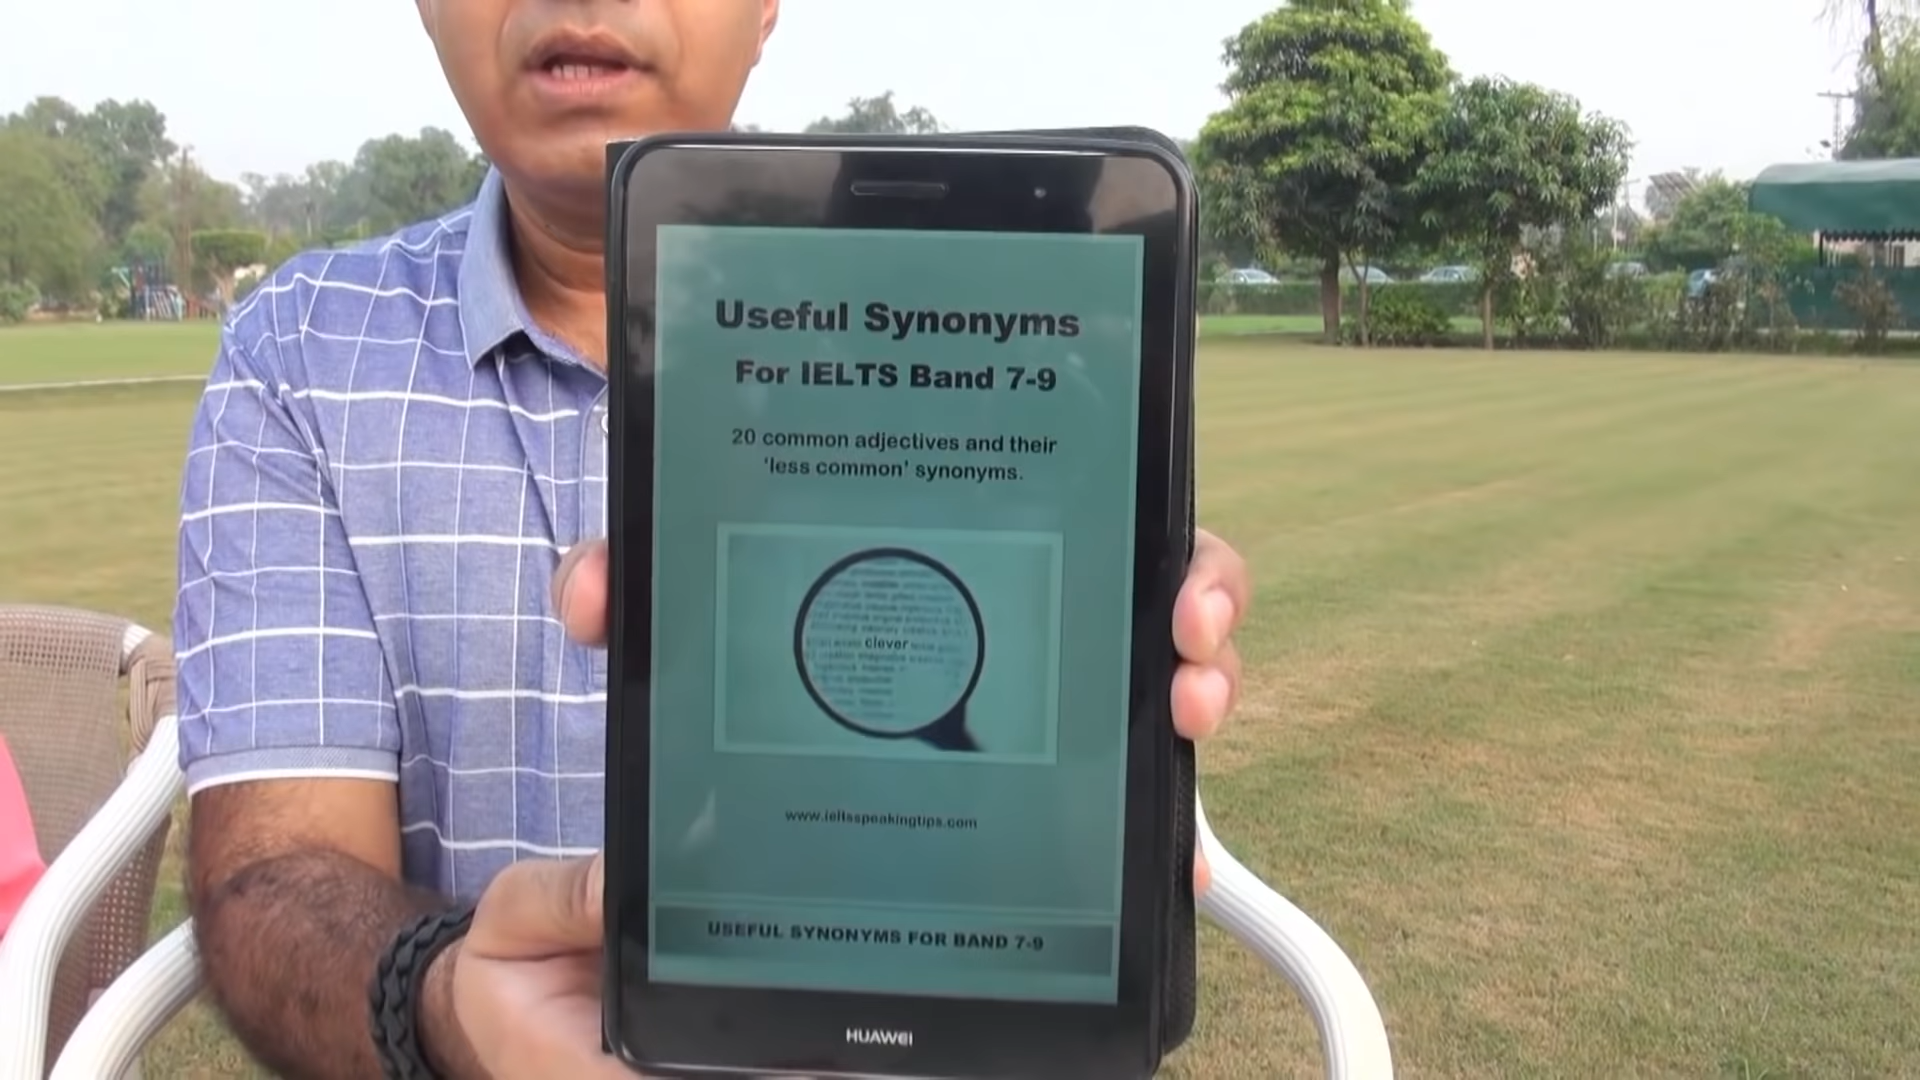 Useful Synonyms
For IELTS Band 7-9
20 common adjectives and their
'less common' synonyms.
clever
www.ieltsspeakingtips.com
USEFUL SYNONYMS FOR BAND 7-9
HUAWEI